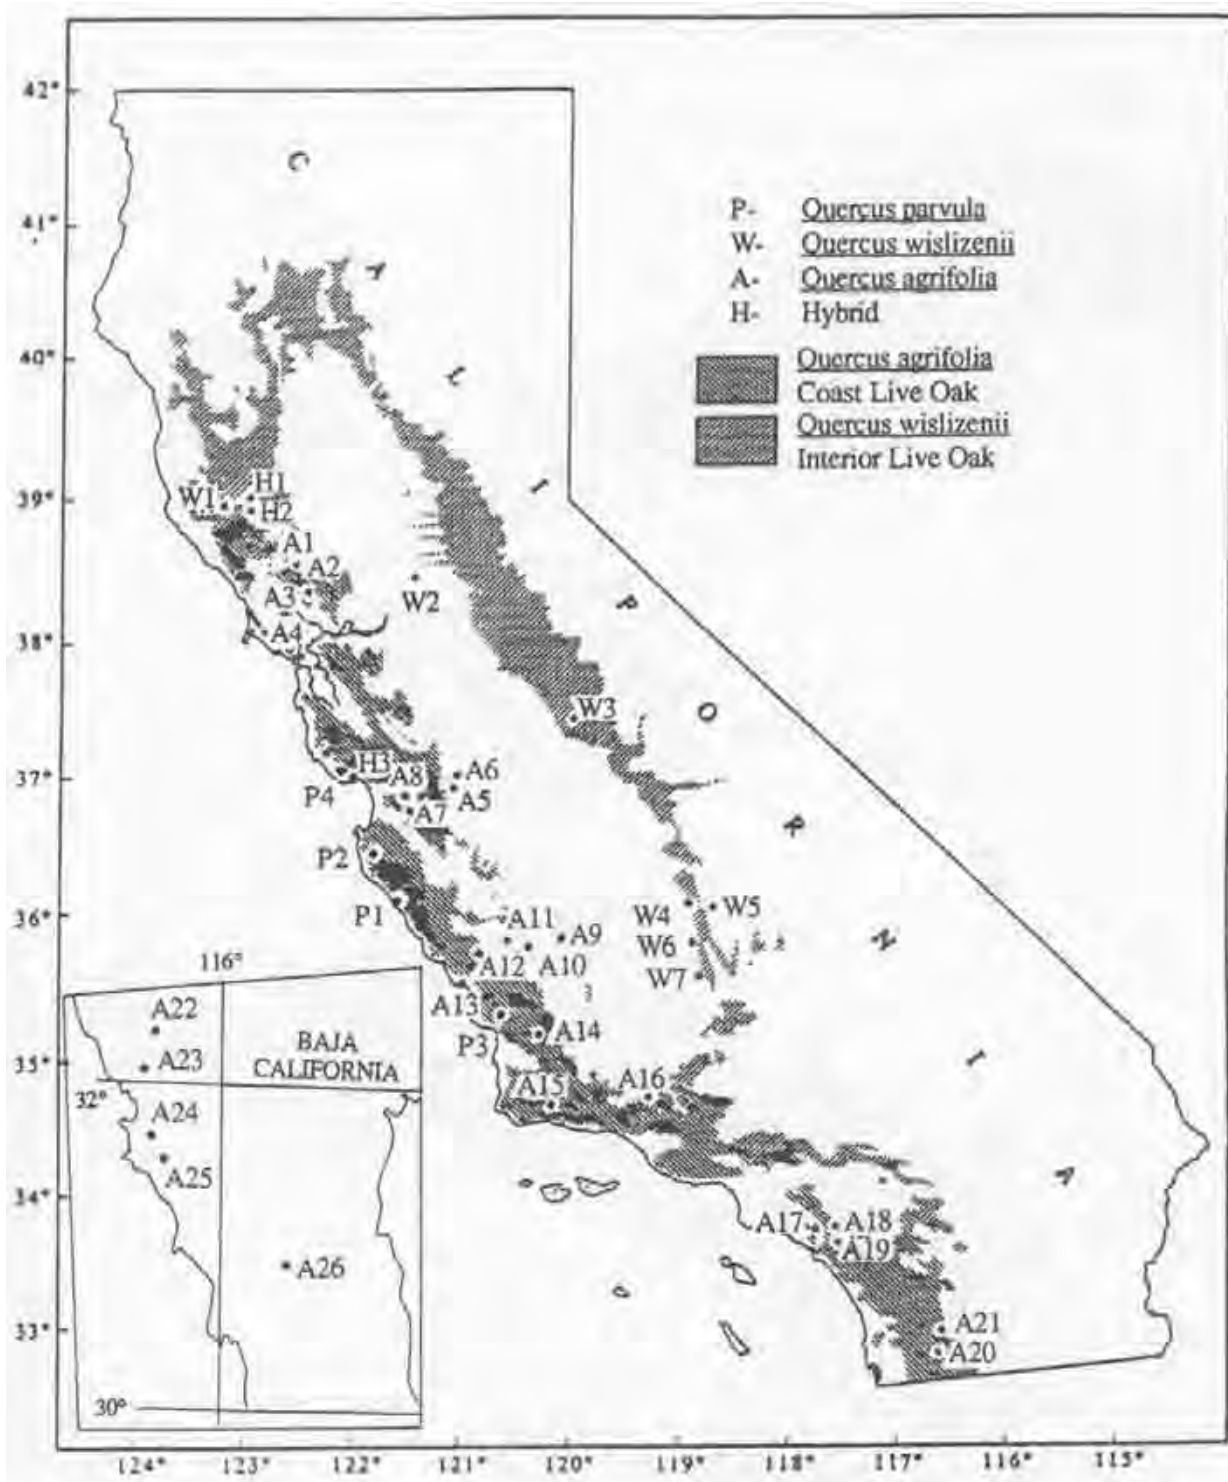 42°
41°
40°
39°
38°
37°
36°
35°
34°
33°
124°
123°
122°
121°
120°
119°
118°
117°
116°
115°
C
A
L
I
F
O
R
N
I
A
P- Quercus parvula
W- Quercus wislizenii
A- Quercus agrifolia
H- Hybrid
Quercus agrifolia
Coast Live Oak
Quercus wislizenii
Interior Live Oak
H1
W1
H2
A1
A2
A3
W2
A4
W3
H3
A8
A6
P4
A5
A7
P2
P1
W4
W5
A11
A9
W6
A12
A10
W7
A13
A14
P3
A15
A16
A17
A18
A19
A21
A20
116°
A22
BAJA
CALIFORNIA
A23
32°
A24
A25
A26
30°